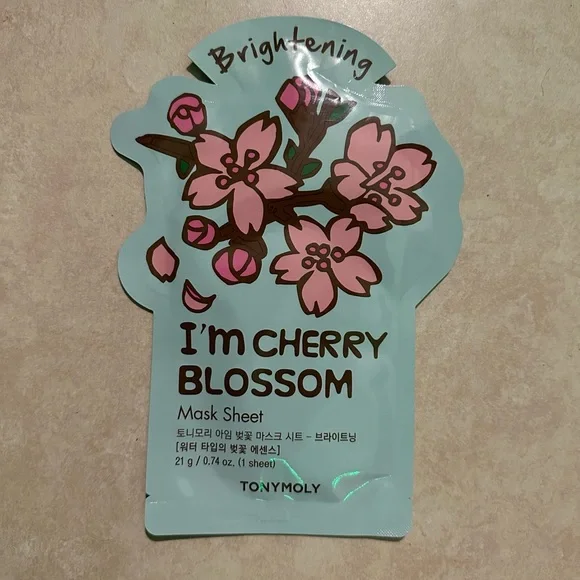 Brightening
I'm CHERRY
BLOSSOM
Mask Sheet
토니모리 아임 벚꽃 마스크 시트 – 브라이트닝
[워터 타입의 벚꽃 에센스]
21 g / 0.74 oz. (1 sheet)
TONYMOLY